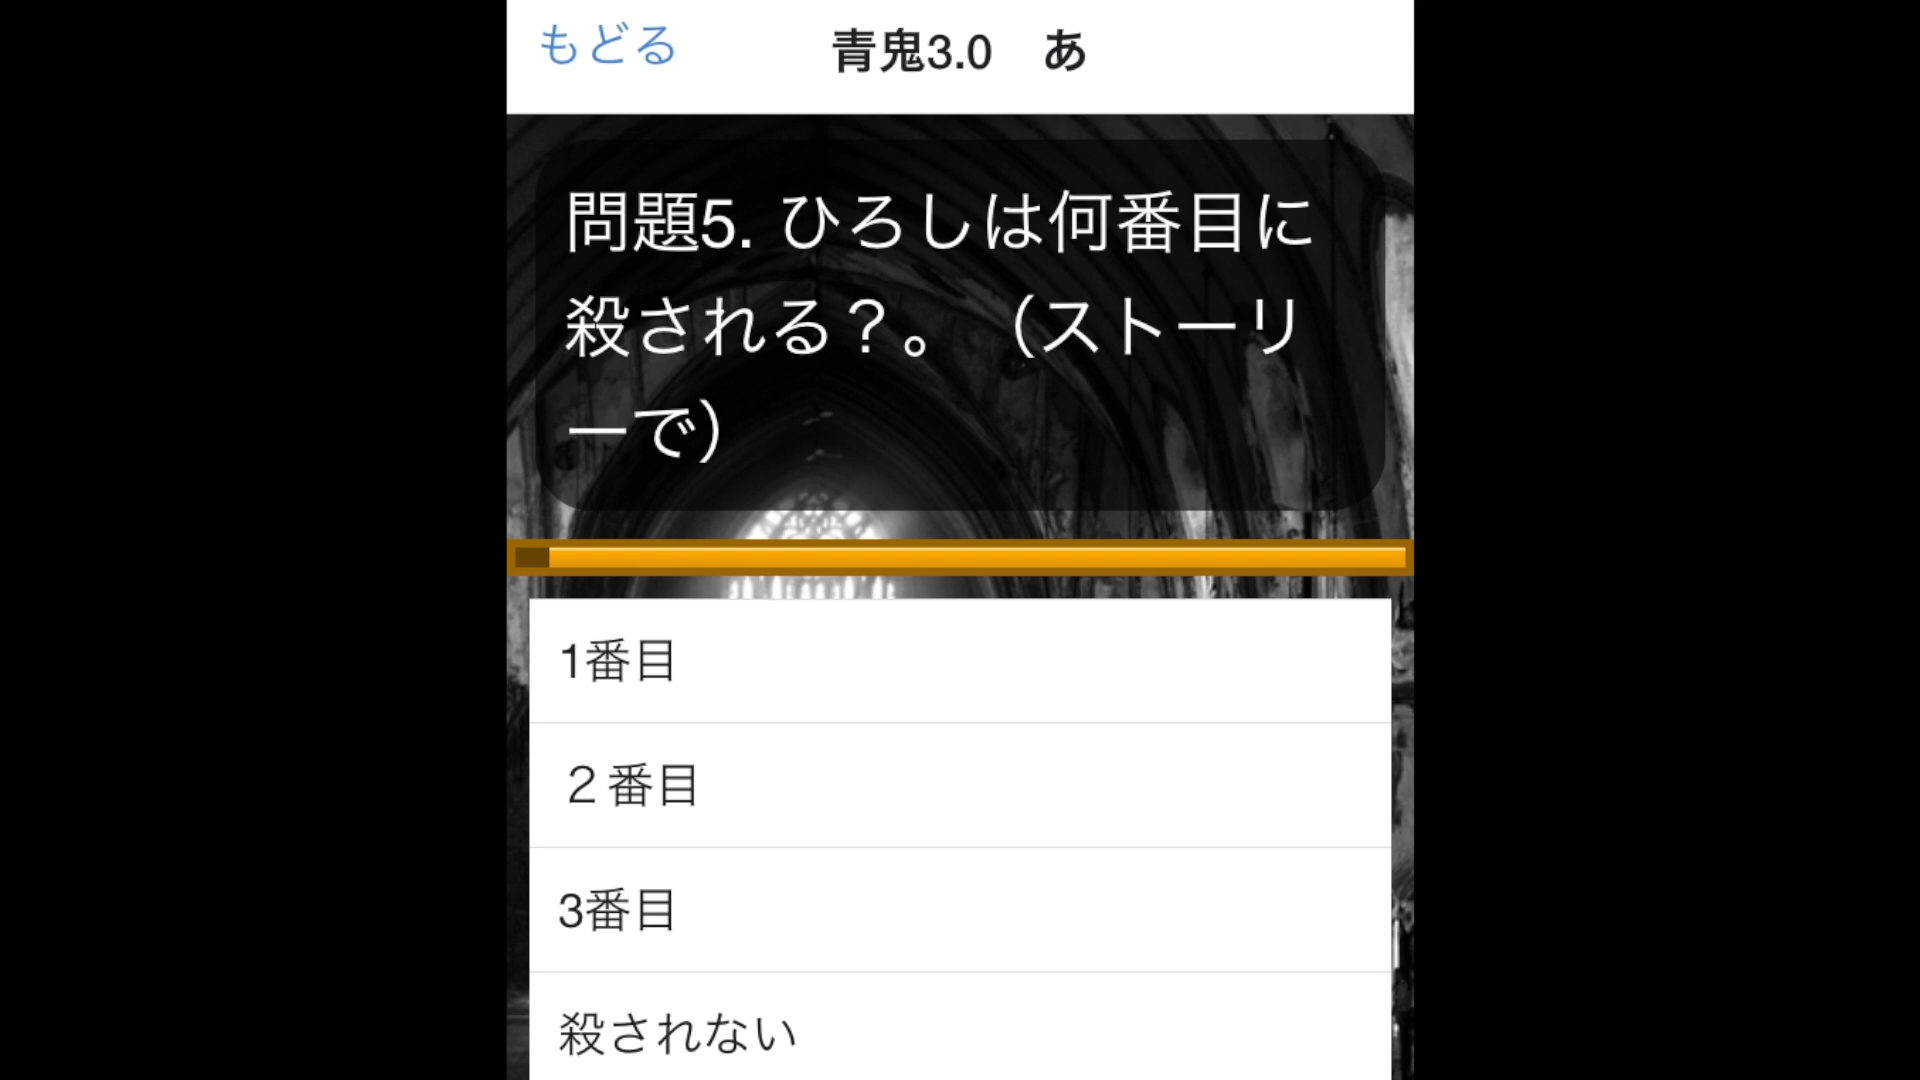 もどる
青鬼3.0　あ
問題5. ひろしは何番目に
殺される？。（ストーリ
ーで）
1番目
２番目
3番目
殺されない